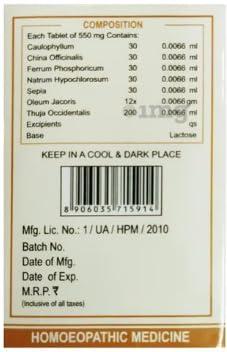 COMPOSITION
Each Tablet of 550 mg Contains:
Caulophyllum 30 0.0066 ml
China Officinalis 30 0.0066 ml
Ferrum Phosphoricum 30 0.0066 ml
Natrum Hypochlorosum 30 0.0066 ml
Sepia 30 0.0066 ml
Oleum Jacoris 12x 0.0066 gm
Thuja Occidentalis 200 0.0066 ml
Excipients qs
Base Lactose
KEEP IN A COOL & DARK PLACE
8 906035 715914
Mfg. Lic. No.: 1 / UA / HPM / 2010
Batch No.
Date of Mfg.
Date of Exp.
M.R.P. ₹
(Inclusive of all taxes)
HOMOEOPATHIC MEDICINE